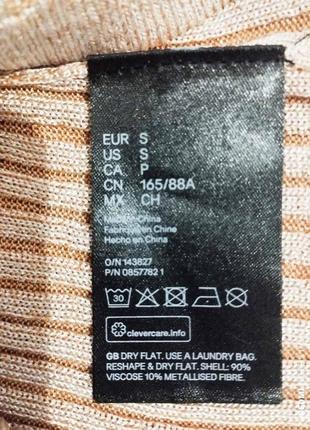 EUR S
US S
CA P
CN 165/88A
MX CH
Made in China
Fabriqué en Chine
Hecho en China
O/N 143827
P/N 0857782 1
30
clevercare.info
GB DRY FLAT. USE A LAUNDRY BAG.
RESHAPE & DRY FLAT. SHELL: 90%
VISCOSE 10% METALLISED FIBRE.